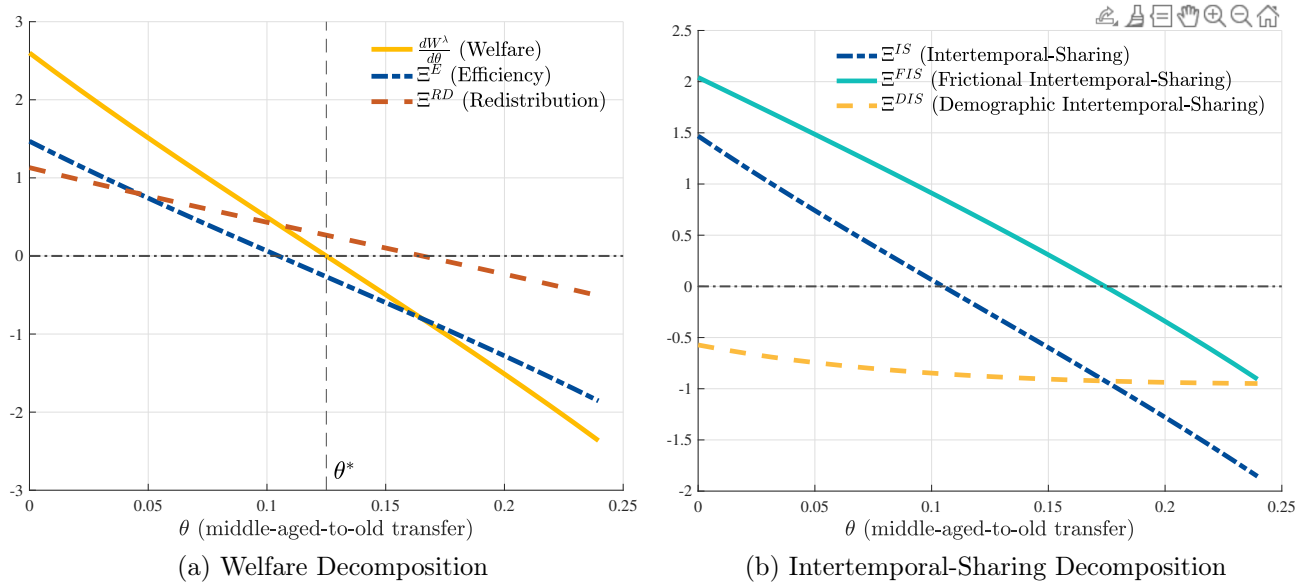 3
2
1
0
-1
-2
-3
0
0.05
0.1
0.15
0.2
0.25
dW^λ/dθ (Welfare)
Ξ^E (Efficiency)
Ξ^{RD} (Redistribution)
θ*
θ (middle-aged-to-old transfer)
(a) Welfare Decomposition
2.5
2
1.5
1
0.5
0
-0.5
-1
-1.5
-2
0
0.05
0.1
0.15
0.2
0.25
Ξ^{IS} (Intertemporal-Sharing)
Ξ^{FIS} (Frictional Intertemporal-Sharing)
Ξ^{DIS} (Demographic Intertemporal-Sharing)
θ (middle-aged-to-old transfer)
(b) Intertemporal-Sharing Decomposition